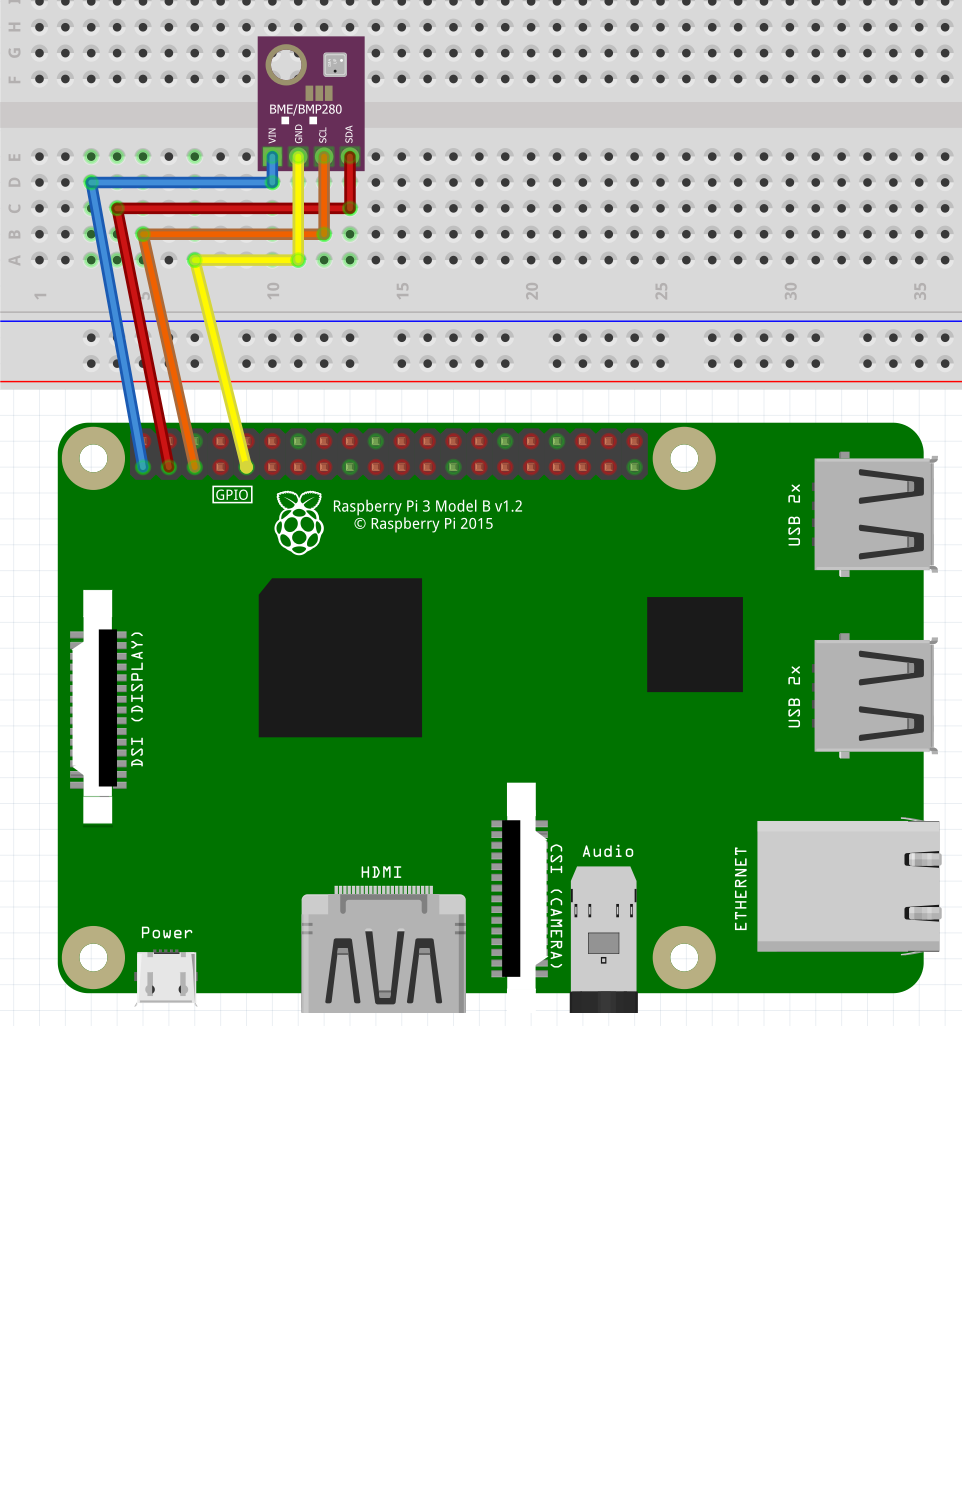 H
G
F
BME/BMP280
VIN
GND
SCL
SDA
E
D
C
B
A
1
5
10
15
20
25
30
35
GPIO
Raspberry Pi 3 Model B v1.2
© Raspberry Pi 2015
USB 2x
DSI (DISPLAY)
USB 2x
HDMI
CSI (CAMERA)
Audio
ETHERNET
Power